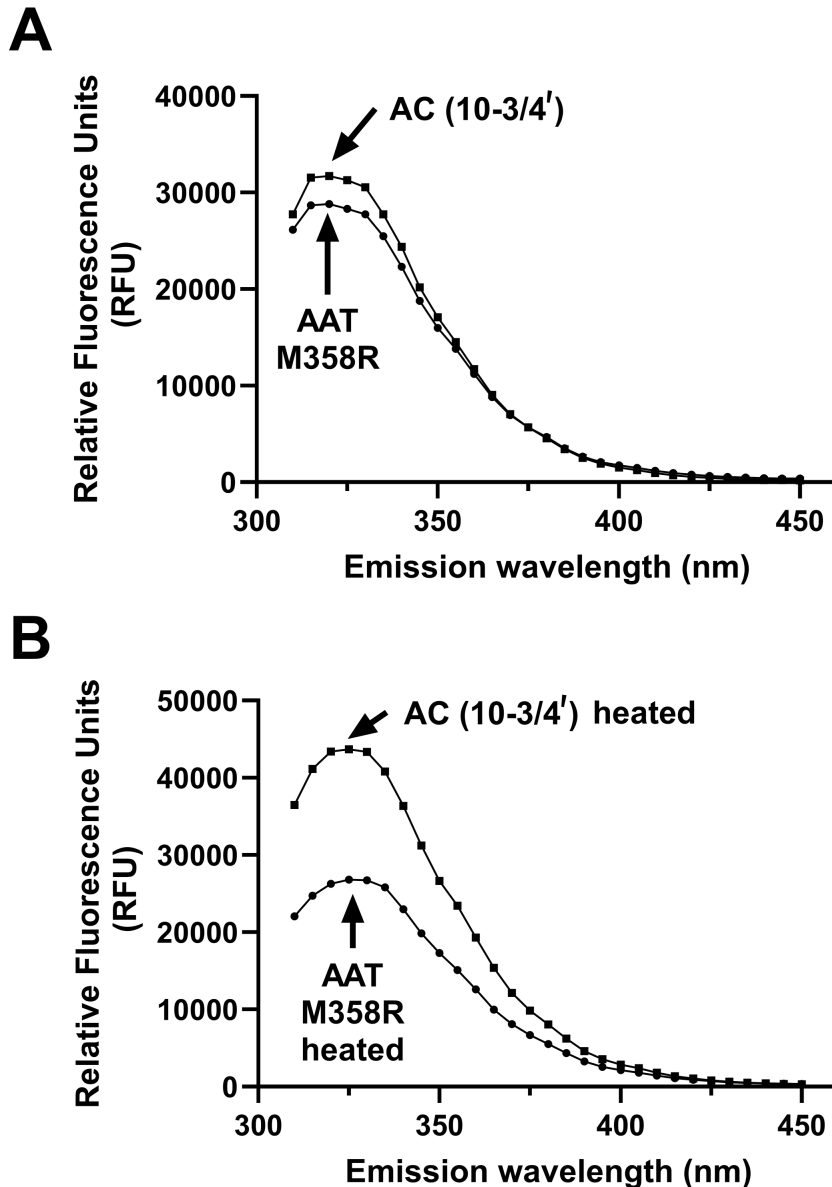 A
Relative Fluorescence Units
(RFU)
40000
30000
20000
10000
0
AC (10-3/4′)
AAT
M358R
300
350
400
450
Emission wavelength (nm)
B
Relative Fluorescence Units
(RFU)
50000
40000
30000
20000
10000
0
AC (10-3/4′) heated
AAT
M358R
heated
300
350
400
450
Emission wavelength (nm)